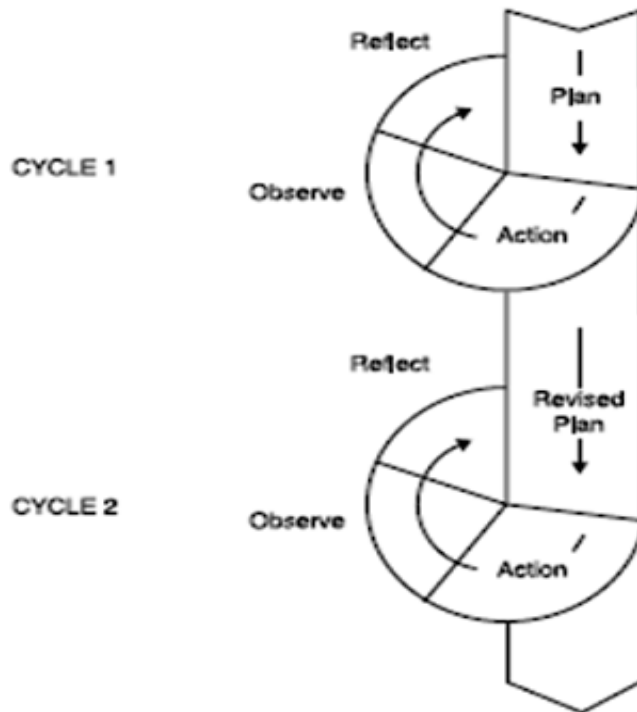 Reflect
Plan
CYCLE 1
Observe
Action
Reflect
Revised
Plan
CYCLE 2
Observe
Action